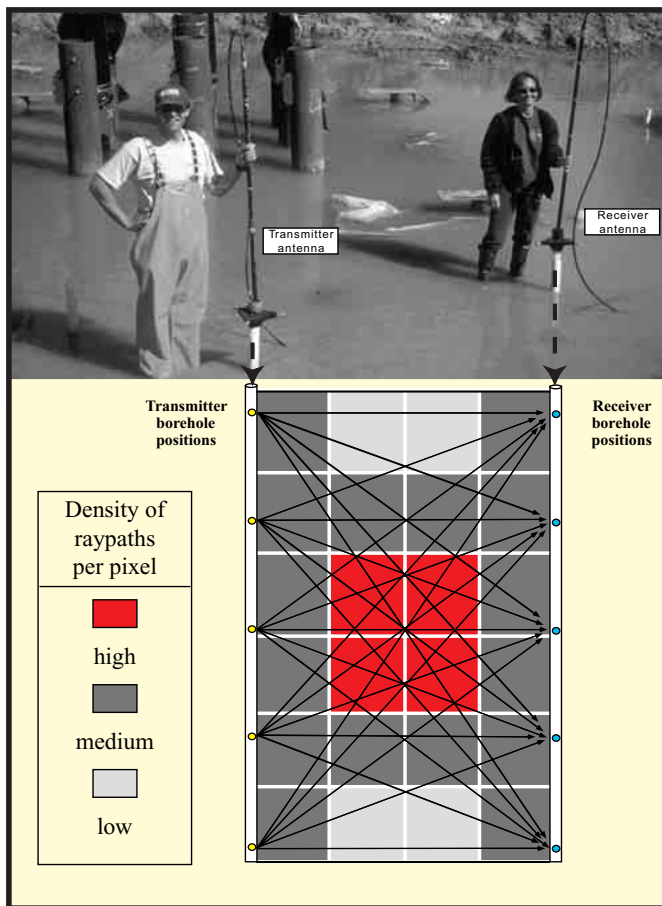 Transmitter
antenna
Receiver
antenna
Transmitter
borehole
positions
Receiver
borehole
positions
Density of
raypaths
per pixel
high
medium
low